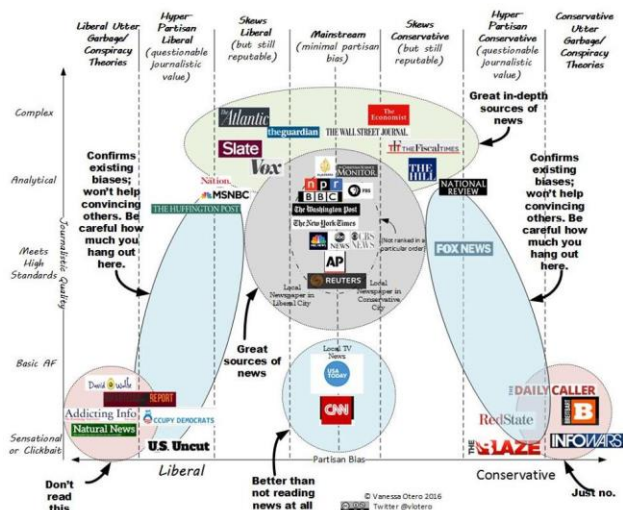 Liberal Utter
Garbage/
Conspiracy
Theories
Hyper-
Partisan Liberal
(questionable
journalistic
value)
Skews
Liberal
(but still
reputable)
Mainstream
(minimal partisan
bias)
Skews
Conservative
(but still
reputable)
Hyper-
Partisan
Conservative
(questionable
journalistic
value)
Conservative
Utter Garbage/
Conspiracy
Theories
Journalistic Quality
Complex
Analytical
Meets High
Standards
Basic AF
Sensational
or Clickbait
The
Atlantic
theguardian
The
Economist
THE WALL STREET JOURNAL
Slate
Vox
THE FISCAL TIMES
THE
HILL
Great in-depth
sources of
news
Confirms
existing
biases;
won't help
convincing
others. Be
careful how
much you
hang out
here.
The Nation.
MSNBC
THE HUFFINGTON POST
MONITOR
npr
PBS
BBC
The Washington Post
The New York Times
(Not ranked in a
particular order)
NBC
NEWS
abc
NEWS
CBS
NEWS
AP
REUTERS
Local
Newspaper in
Liberal City
Local
Newspaper in
Conservative
City
NATIONAL
REVIEW
FOX NEWS
Confirms
existing
biases;
won't help
convincing
others. Be
careful how
much you
hang out
here.
Great
sources of
news
Local TV
News
USA
TODAY
CNN
David Wolfe
REPORT
Addicting Info
OCCUPY DEMOCRATS
Natural News
U.S. Uncut
THE DAILY CALLER
BREITBART
B
RedState
THE BLAZE
INFOWARS
Liberal
Partisan Bias
Conservative
Don't
read
this
Better than
not reading
news at all
Just no.
© Vanessa Otero 2016
Twitter @vlotero